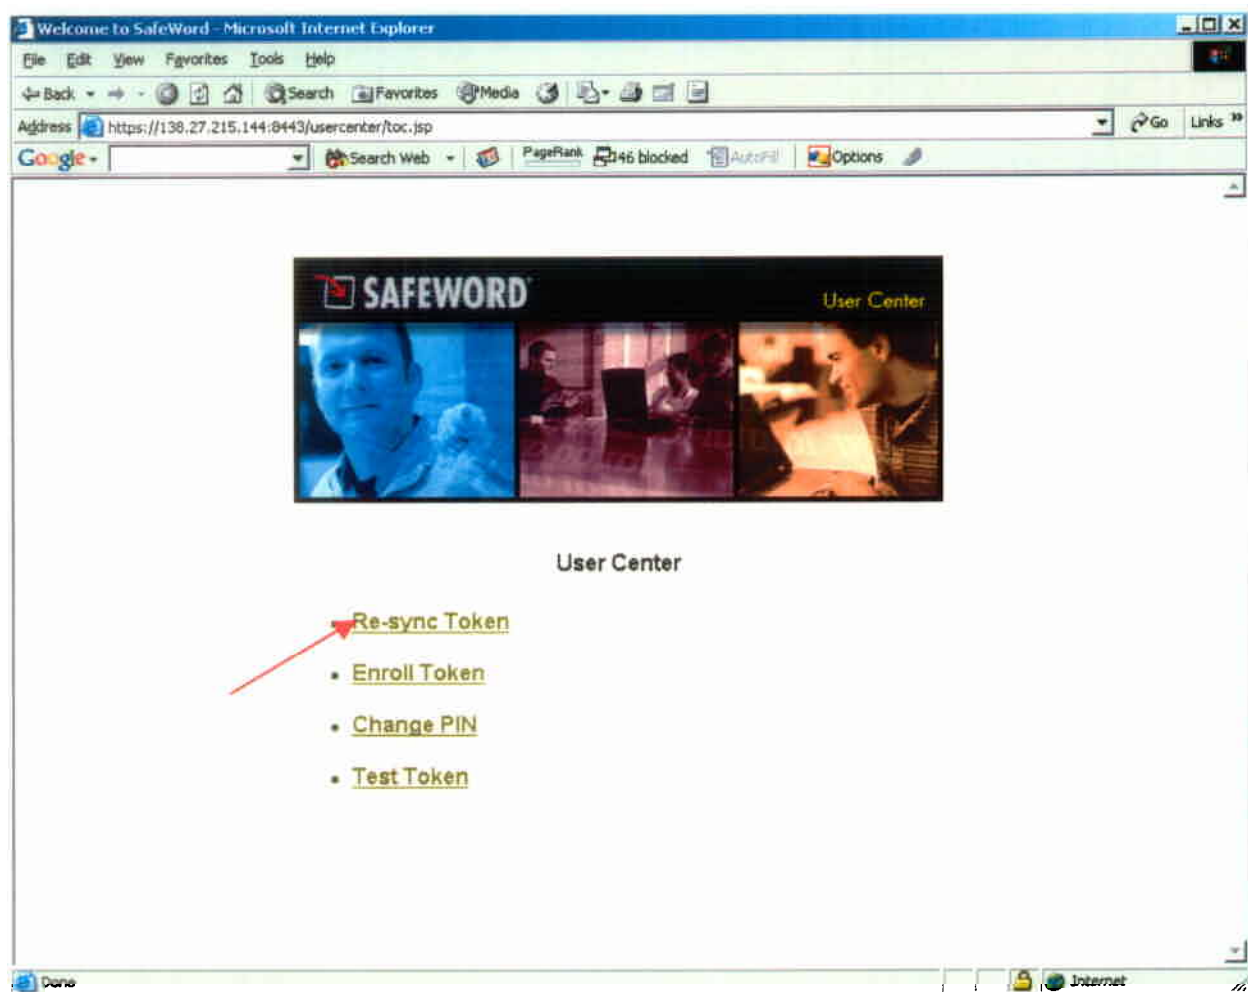 Welcome to SafeWord - Microsoft Internet Explorer
File Edit View Favorites Tools Help
Back Search Favorites Media
Address https://138.27.215.144:8443/usercenter/toc.jsp Go Links »
Google Search Web PageRank 146 blocked AutoFill Options
SAFEWORD
User Center
User Center
• Re-sync Token
• Enroll Token
• Change PIN
• Test Token
Done Internet